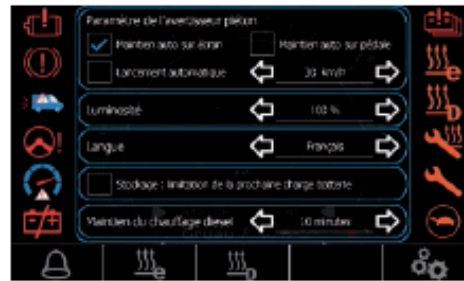 Paramètre de l'avertisseur piéton
Maintien auto sur écran
Maintien auto sur pédale
Lancement automatique
30 km/h
Luminosité
100 %
Langue
Français
Stockage : limitation de la prochaine charge batterie
Maintien du chauffage diesel
10 minutes
e
D
e
D